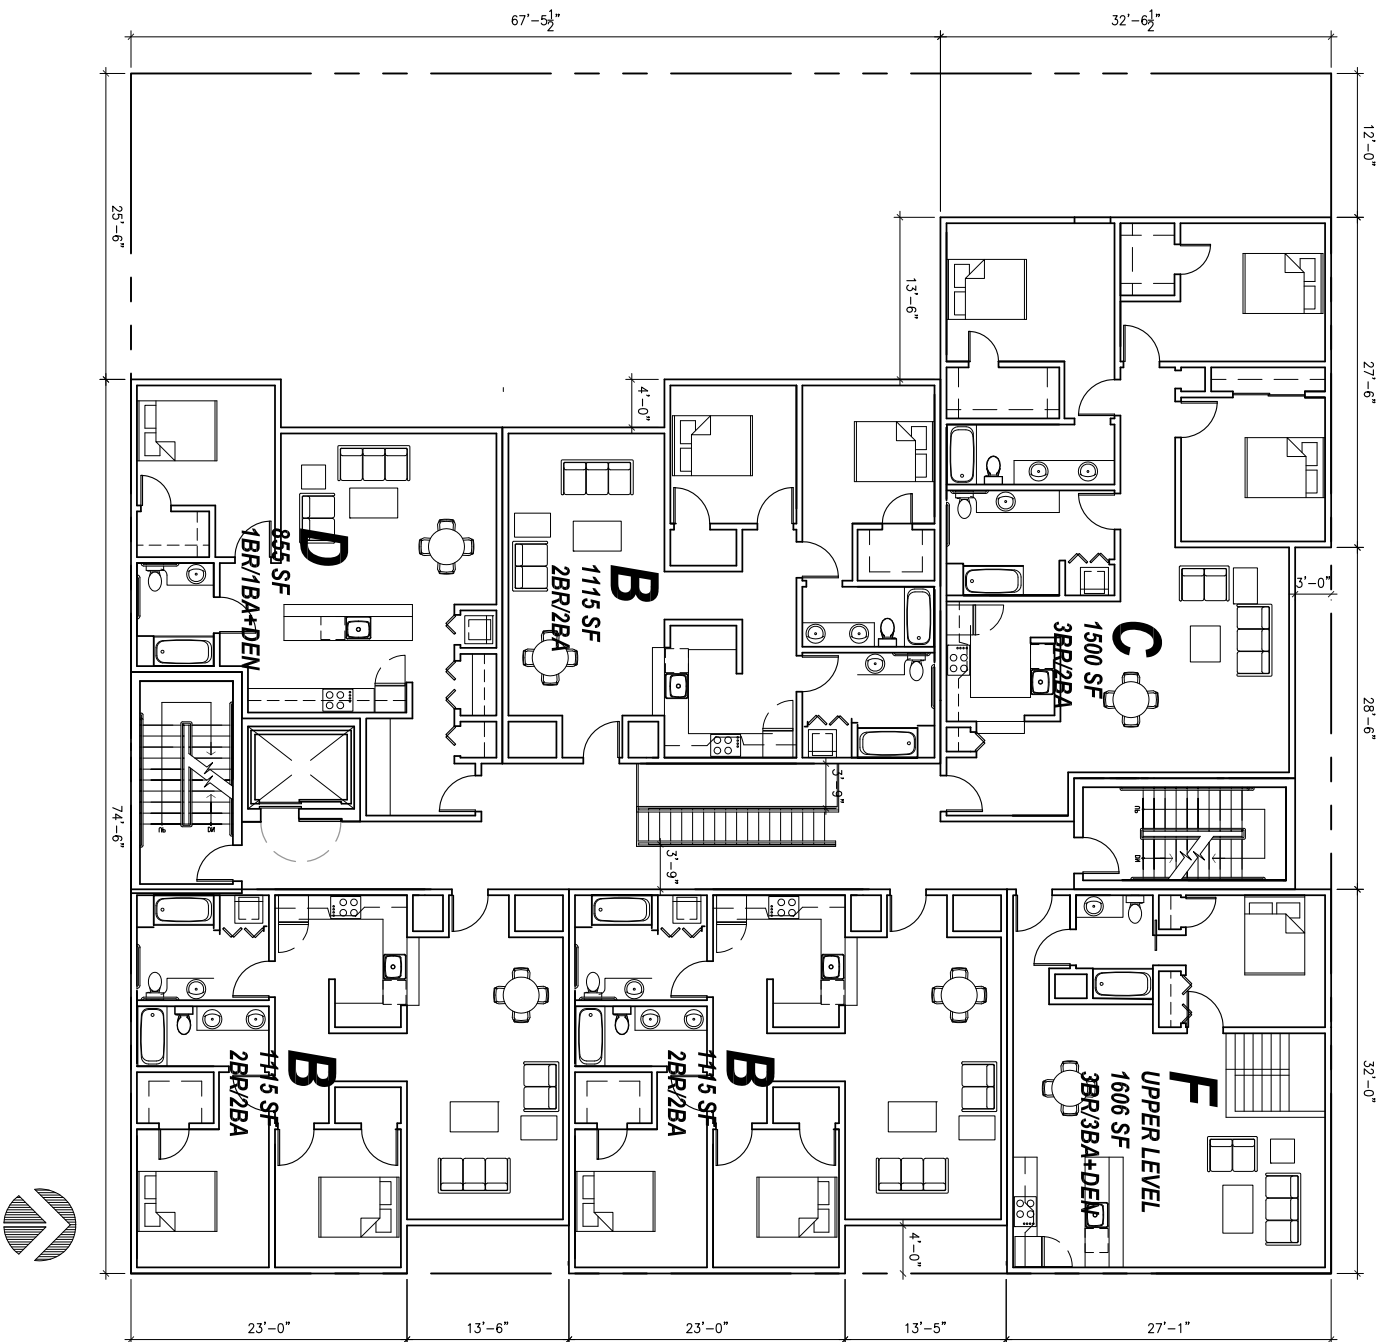 67'-5½"
32'-6½"
12'-0"
25'-6"
13'-6"
27'-6"
4'-0"
D
855 SF
1BR/1BA+DEN
B
1115 SF
2BR/2BA
C
1500 SF
3BR/2BA
3'-0"
28'-6"
74'-6"
3'-9"
UP
DN
UP
DN
3'-9"
B
1115 SF
2BR/2BA
B
1115 SF
2BR/2BA
F
UPPER LEVEL
1606 SF
3BR/3BA+DEN
32'-0"
4'-0"
23'-0"
13'-6"
23'-0"
13'-5"
27'-1"